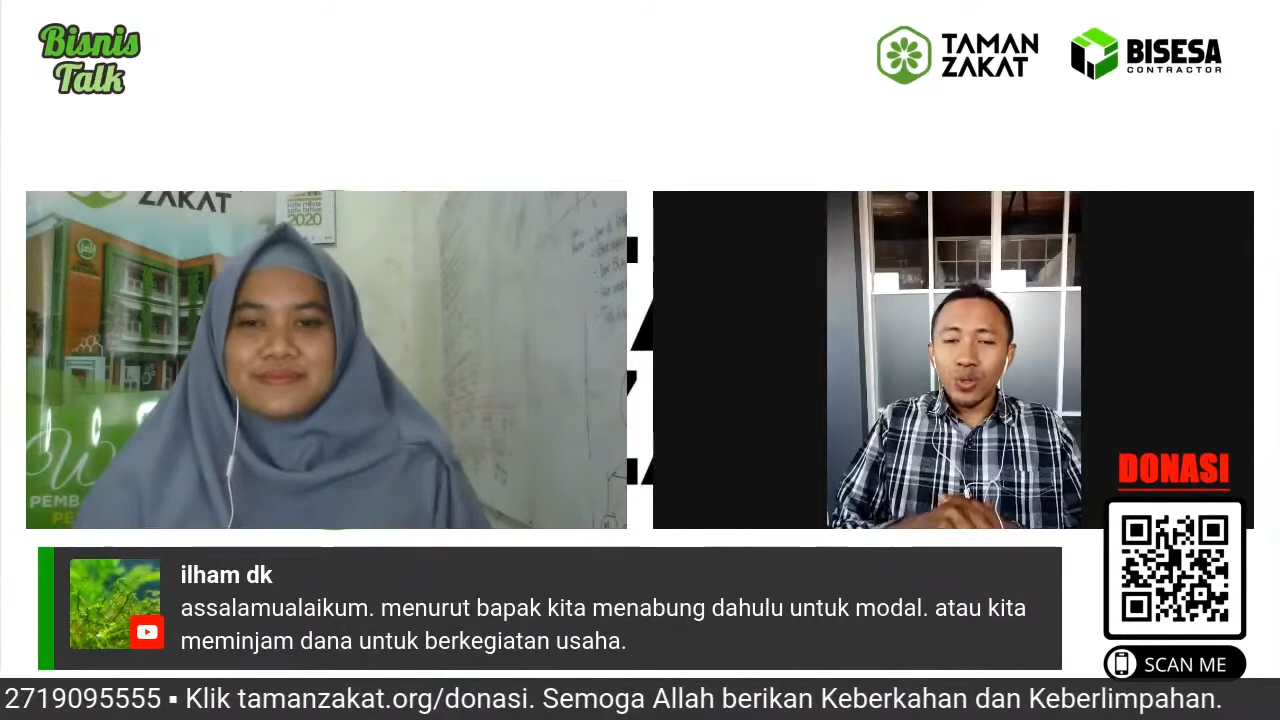 Bisnis
Talk
TAMAN
ZAKAT
BISESA
CONTRACTOR
ZAKAT
2020
PEMB
PE
DONASI
ilham dk
assalamualaikum. menurut bapak kita menabung dahulu untuk modal. atau kita
meminjam dana untuk berkegiatan usaha.
SCAN ME
2719095555 ▪ Klik tamanzakat.org/donasi. Semoga Allah berikan Keberkahan dan Keberlimpahan.